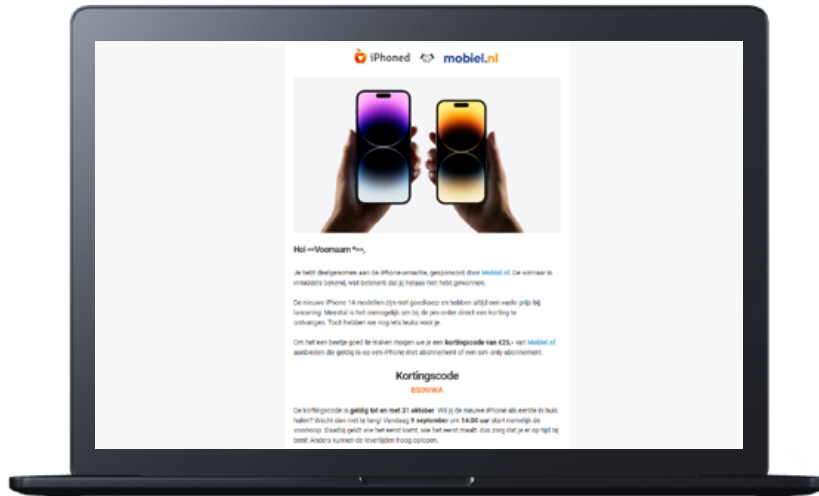 iPhoned mobiel.nl
Hoi <<Voornaam *>>,
Je hebt deelgenomen aan de iPhone-winactie, gesponsord door Mobiel.nl. De winnaar is
inmiddels bekend, wat betekent dat jij helaas niet hebt gewonnen.
De nieuwe iPhone 14 modellen zijn niet goedkoop en hebben altijd een vaste prijs bij
lancering. Meestal is het onmogelijk om bij de pre-order direct een korting te
ontvangen. Toch hebben we nog iets leuks voor je.
Om het een beetje goed te maken mogen we je een kortingscode van €25,- van Mobiel.nl
aanbieden die geldig is op een iPhone met abonnement of een sim only-abonnement.
Kortingscode
De kortingscode is geldig tot en met 31 oktober. Wil jij de nieuwe iPhone als eerste in huis
halen? Wacht dan niet te lang! Vandaag 9 september om 14:00 uur start namelijk de
voorkoop. Daarbij geldt wie het eerst komt, wie het eerst maalt: dus zorg dat je er op tijd bij
bent! Anders kunnen de levertijden hoog oplopen.